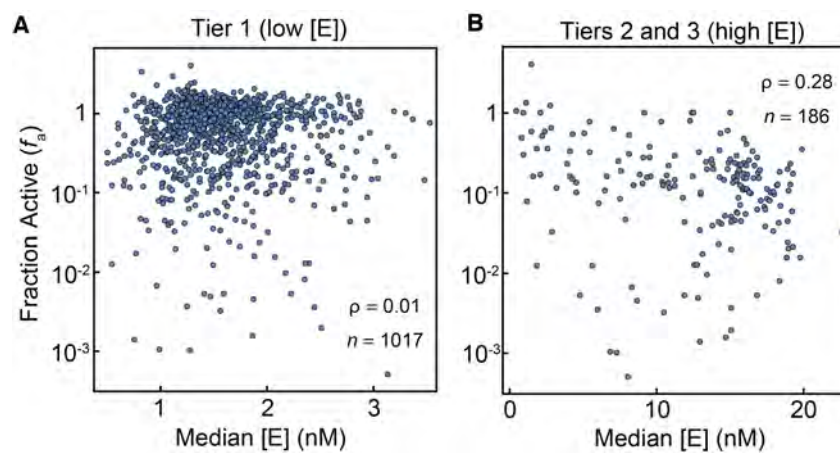 A
Tier 1 (low [E])
Fraction Active (fa)
1
10-1
10-2
10-3
ρ = 0.01
n = 1017
1
2
3
Median [E] (nM)
B
Tiers 2 and 3 (high [E])
1
10-1
10-2
10-3
ρ = 0.28
n = 186
0
10
20
Median [E] (nM)